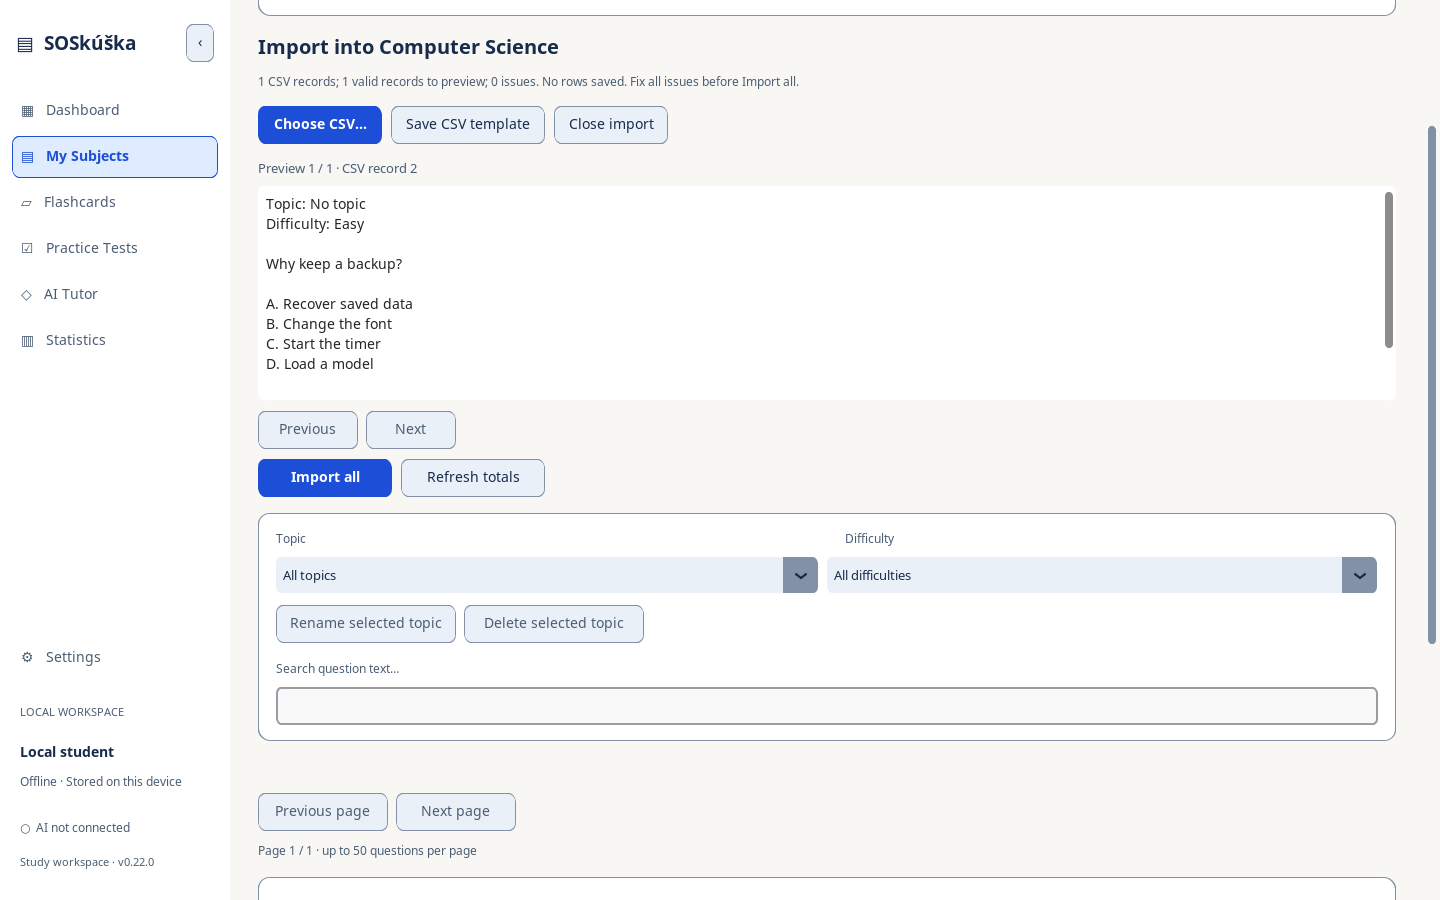 SOSkúška
Dashboard
My Subjects
Flashcards
Practice Tests
AI Tutor
Statistics
Settings
LOCAL WORKSPACE
Local student
Offline · Stored on this device
AI not connected
Study workspace · v0.22.0
Import into Computer Science
1 CSV records; 1 valid records to preview; 0 issues. No rows saved. Fix all issues before Import all.
Choose CSV... Save CSV template Close import
Preview 1 / 1 · CSV record 2
Topic: No topic
Difficulty: Easy
Why keep a backup?
A. Recover saved data
B. Change the font
C. Start the timer
D. Load a model
Previous Next
Import all Refresh totals
Topic Difficulty
All topics All difficulties
Rename selected topic Delete selected topic
Search question text...
Previous page Next page
Page 1 / 1 · up to 50 questions per page